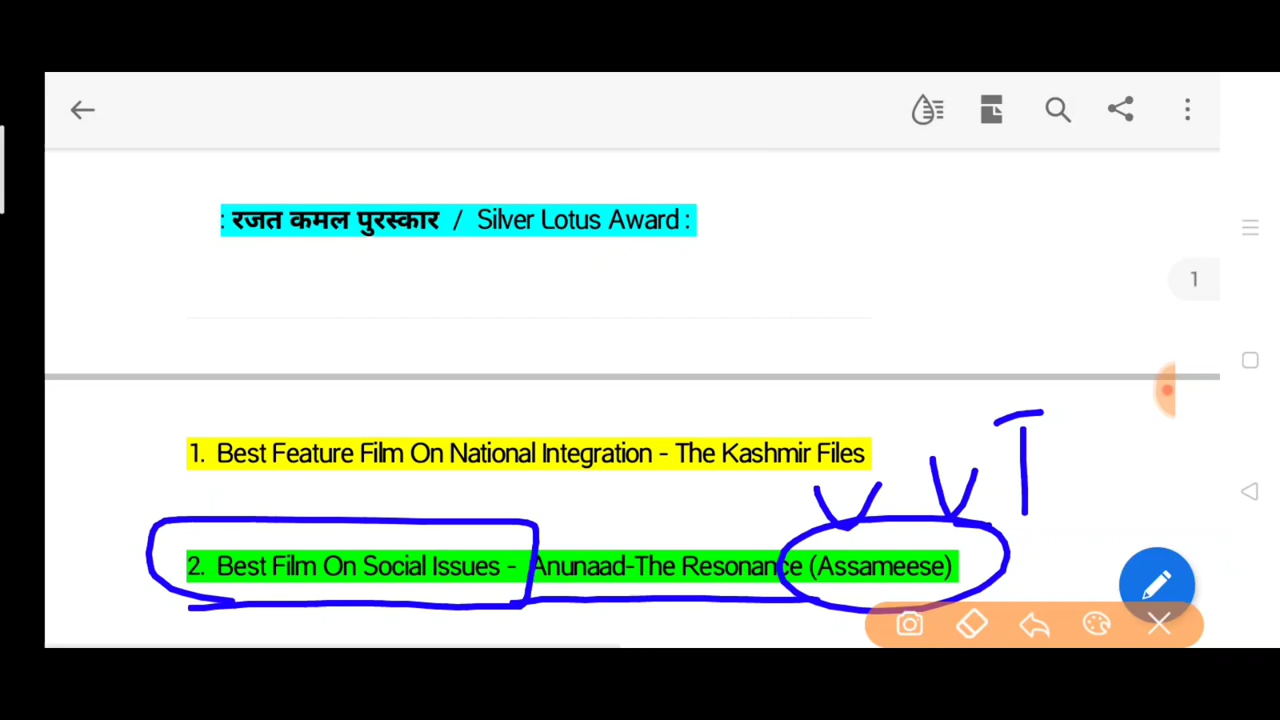 : रजत कमल पुरस्कार / Silver Lotus Award :
1
1. Best Feature Film On National Integration - The Kashmir Files
V V I
2. Best Film On Social Issues - Anunaad-The Resonance (Assameese)